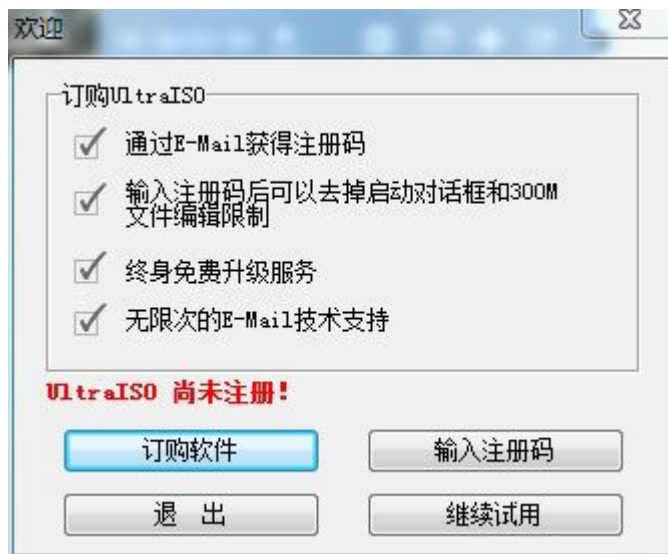 欢迎
订购UltraISO
通过E-Mail获得注册码
输入注册码后可以去掉启动对话框和300M
文件编辑限制
终身免费升级服务
无限次的E-Mail技术支持
UltraISO 尚未注册!
订购软件
输入注册码
退 出
继续试用